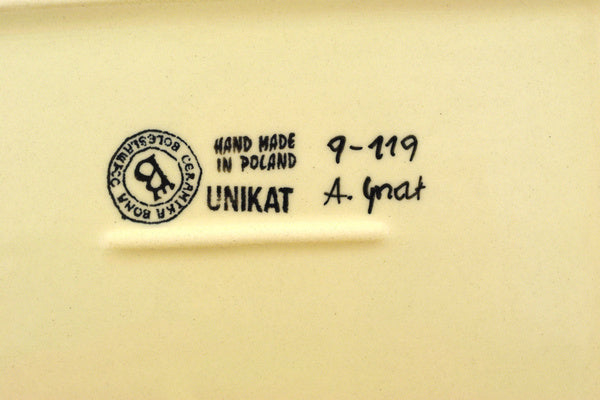 CERAMIKA BONA BOLESŁAWIEC
HAND MADE
IN POLAND
UNIKAT
9-119
A. Gnat